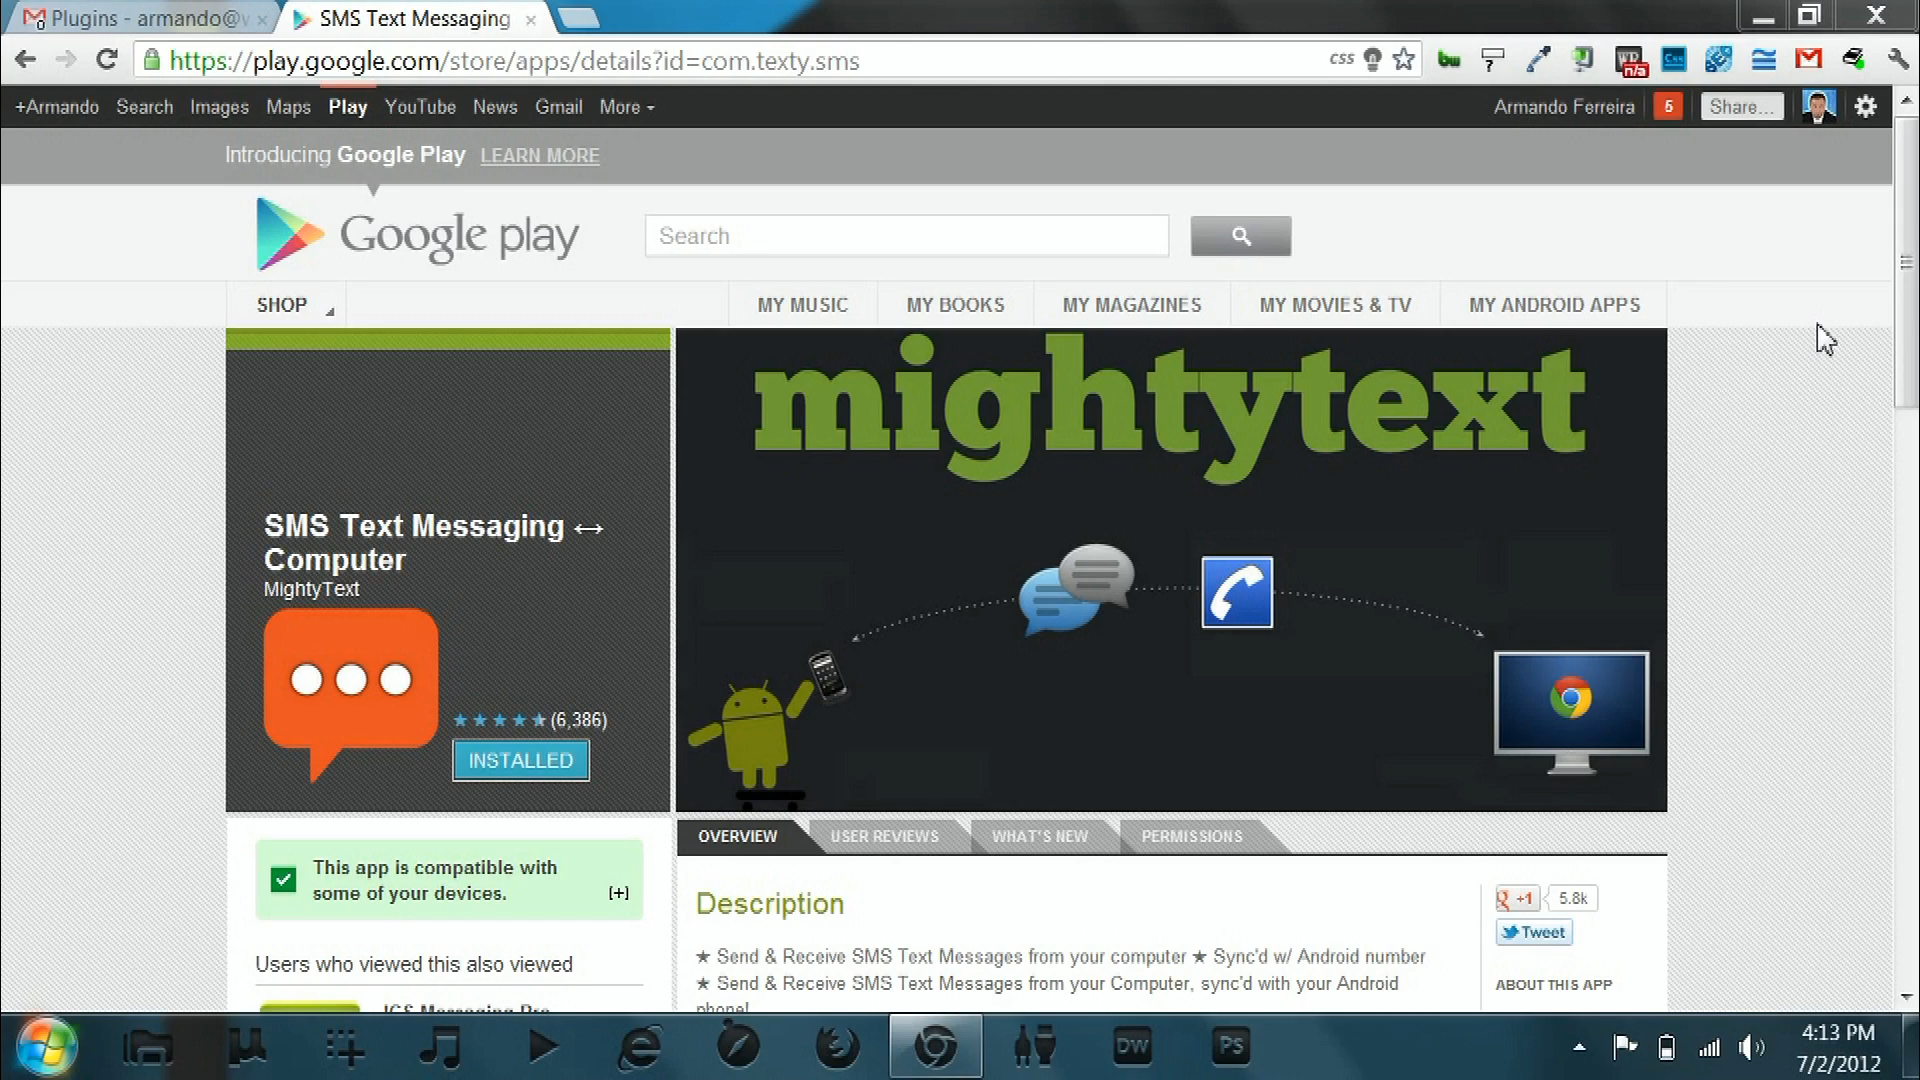 Plugins - armando@w
SMS Text Messaging
https://play.google.com/store/apps/details?id=com.texty.sms
css
bw
n/a
Css
+Armando Search Images Maps Play YouTube News Gmail More
Armando Ferreira 5 Share...
Introducing Google Play LEARN MORE
Google play
Search
SHOP
MY MUSIC MY BOOKS MY MAGAZINES MY MOVIES & TV MY ANDROID APPS
mightytext
SMS Text Messaging ↔
Computer
MightyText
(6,386)
INSTALLED
OVERVIEW USER REVIEWS WHAT'S NEW PERMISSIONS
This app is compatible with
some of your devices.
[+]
Users who viewed this also viewed
Description
★ Send & Receive SMS Text Messages from your computer ★ Sync'd w/ Android number
★ Send & Receive SMS Text Messages from your Computer, sync'd with your Android
phone!
+1 5.8k
Tweet
ABOUT THIS APP
DW
PS
4:13 PM
7/2/2012